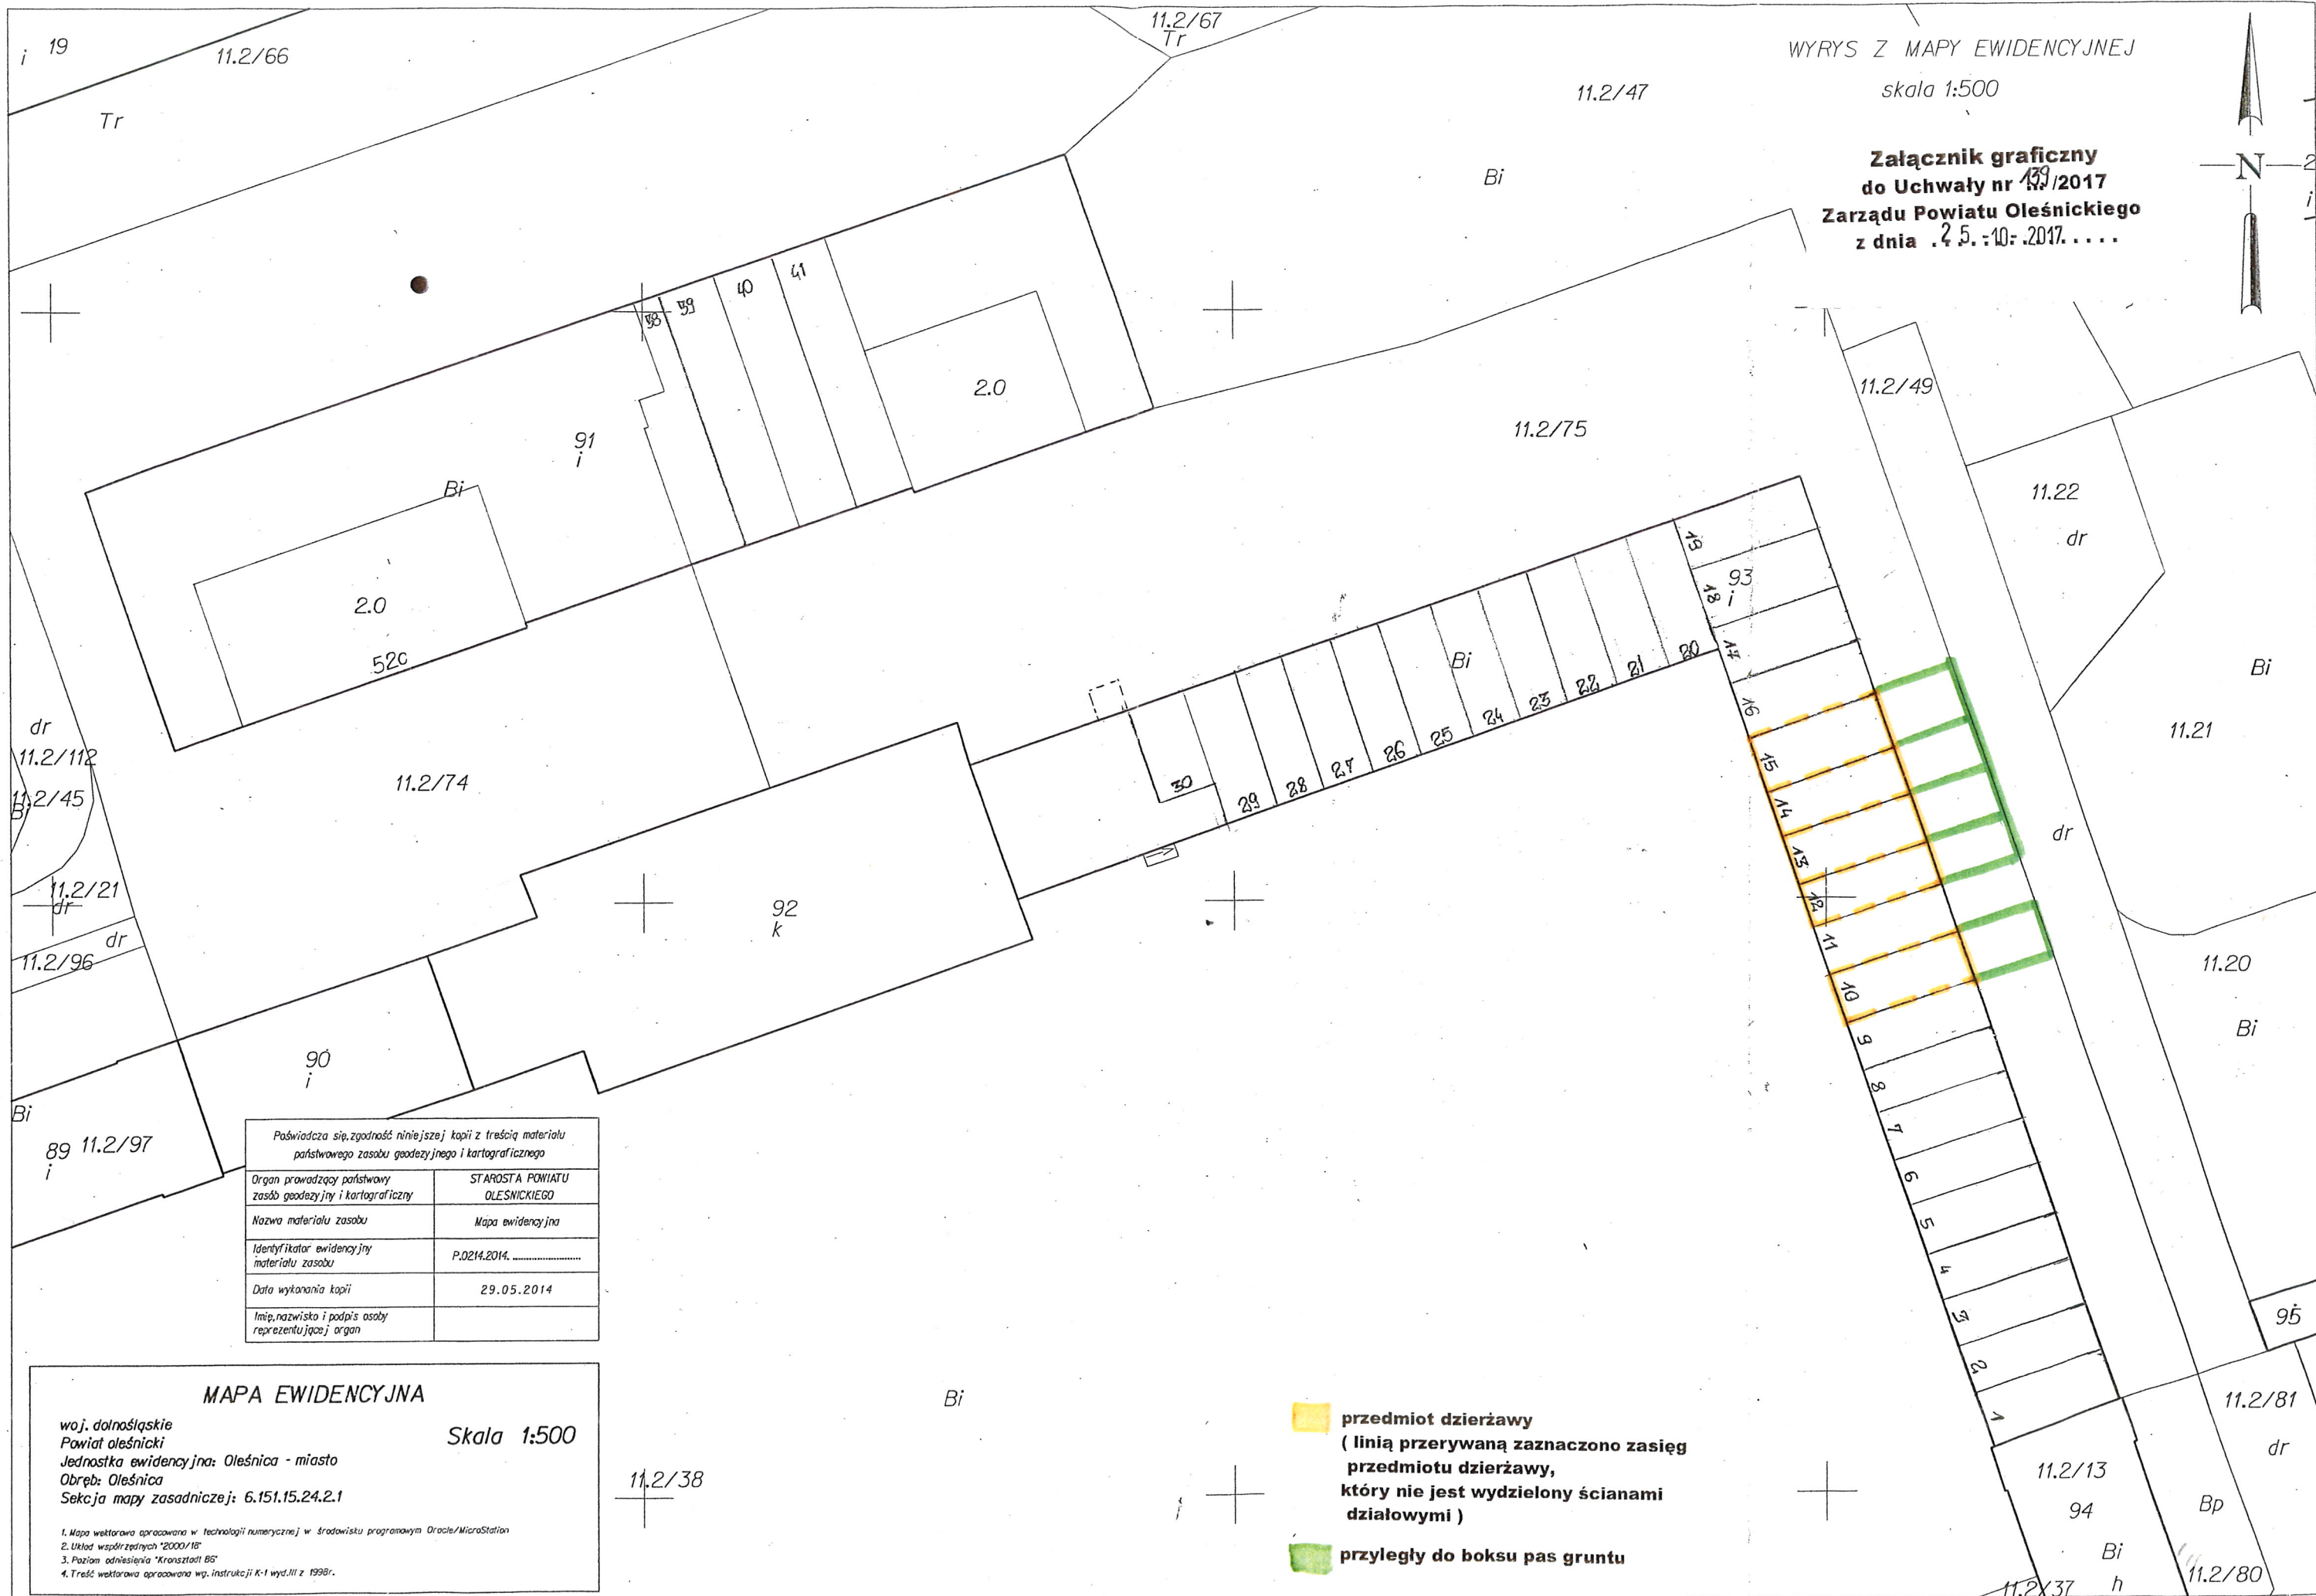 WYRYS Z MAPY EWIDENCYJNEJ
skala 1:500
Załącznik graficzny
do Uchwały nr 139/2017
Zarządu Powiatu Oleśnickiego
z dnia .25.-10-.2017.....
N
2
i
i 19
11.2/66
Tr
11.2/67
Tr
11.2/47
Bi
38
39
40
41
2.0
91
i
Bi
2.0
52c
11.2/75
11.2/49
11.22
dr
Bi
11.21
dr
11.20
Bi
93
i
19
18
17
16
15
14
13
12
11
10
9
8
7
6
5
4
3
2
1
Bi
30
29
28
27
26
25
24
23
22
21
20
dr
11.2/112
11.2/45
Bi
11.2/74
11.2/21
dr
dr
11.2/96
92
k
90
i
Bi
89
i
11.2/97
95
11.2/81
dr
11.2/13
94
Bi
h
Bp
11.2/80
11.2/37
Bi
11.2/38
Poświadcza się, zgodność niniejszej kopii z treścią materiału
państwowego zasobu geodezyjnego i kartograficznego
Organ prowadzący państwowy
zasób geodezyjny i kartograficzny
STAROSTA POWIATU
OLEŚNICKIEGO
Nazwa materiału zasobu
Mapa ewidencyjna
Identyfikator ewidencyjny
materiału zasobu
P.0214.2014. ........................
Data wykonania kopii
29.05.2014
Imię, nazwisko i podpis osoby
reprezentującej organ
MAPA EWIDENCYJNA
woj. dolnośląskie
Powiat oleśnicki
Skala 1:500
Jednostka ewidencyjna: Oleśnica - miasto
Obręb: Oleśnica
Sekcja mapy zasadniczej: 6.151.15.24.2.1
1. Mapa wektorowa opracowana w technologii numerycznej w środowisku programowym Oracle/MicroStation
2. Układ współrzędnych "2000/18"
3. Poziom odniesienia "Kronsztadt 86"
4. Treść wektorowa opracowana wg. instrukcji K-1 wyd.III z 1998r.
przedmiot dzierżawy
( linią przerywaną zaznaczono zasięg
przedmiotu dzierżawy,
który nie jest wydzielony ścianami
działowymi )
przyległy do boksu pas gruntu